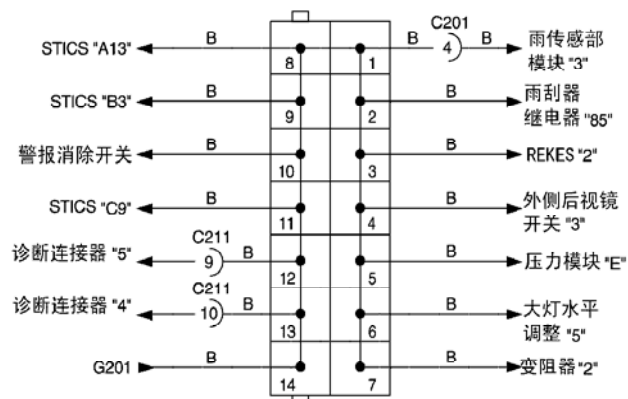 C201
STICS "A13" B 8 1 B 4 B 雨传感部
模块"3"
STICS "B3" B 9 2 B 雨刮器
继电器"85"
警报消除开关 B 10 3 B REKES "2"
STICS "C9" B 11 4 B 外侧后视镜
开关"3"
C211
诊断连接器"5" 9 B 12 5 B 压力模块"E"
C211
诊断连接器"4" 10 B 13 6 B 大灯水平
调整"5"
G201 B 14 7 B 变阻器"2"